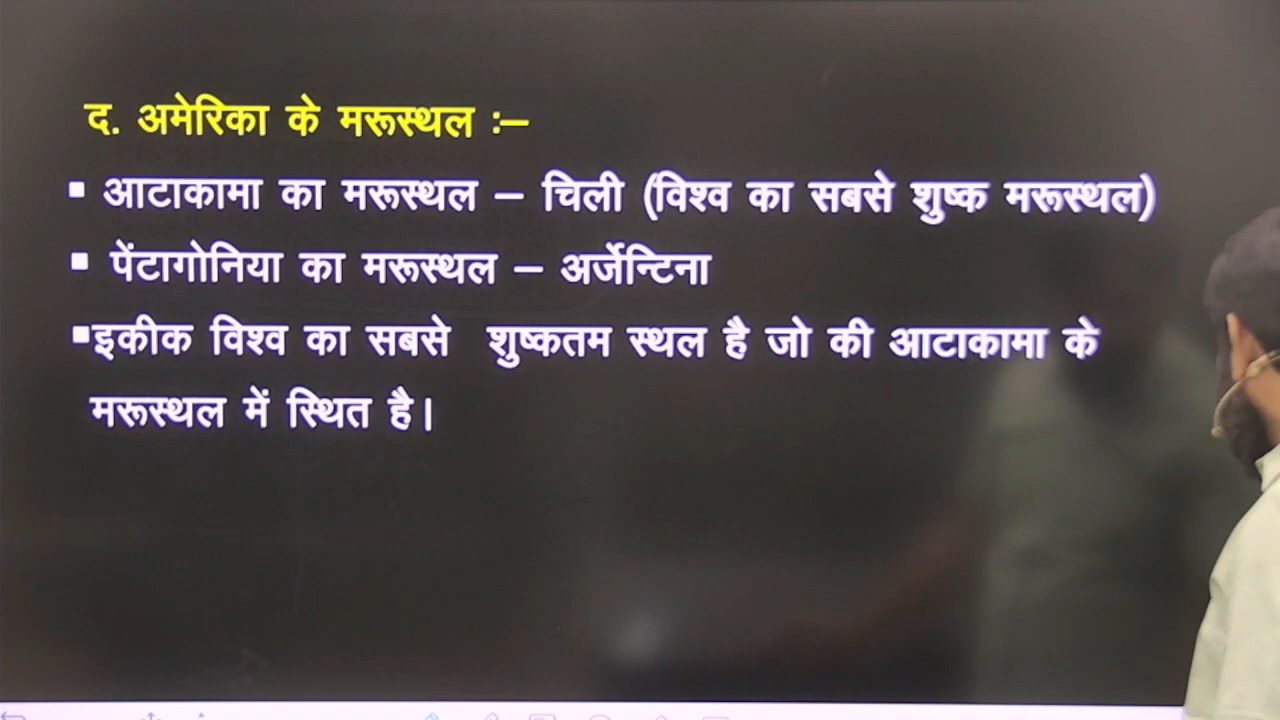 द. अमेरिका के मरूस्थल :–
▪ आटाकामा का मरूस्थल – चिली (विश्व का सबसे शुष्क मरूस्थल)
▪ पेंटागोनिया का मरूस्थल – अर्जेन्टिना
▪इकीक विश्व का सबसे शुष्कतम स्थल है जो की आटाकामा के
मरूस्थल में स्थित है।